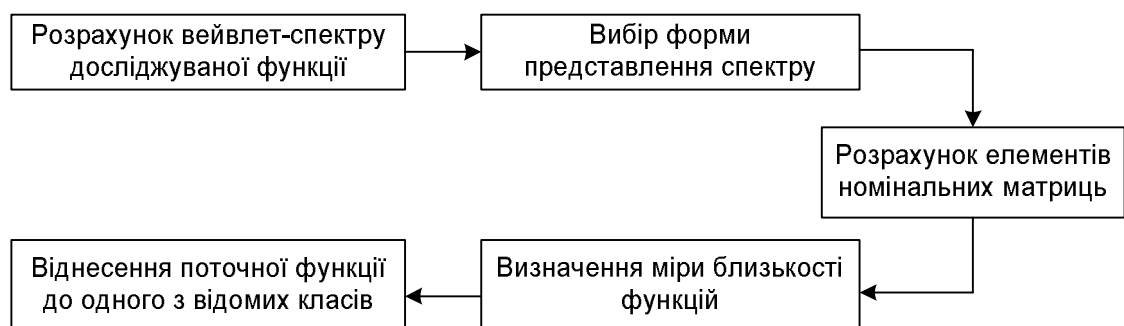 Розрахунок вейвлет-спектру
досліджуваної функції
Вибір форми
представлення спектру
Розрахунок елементів
номінальних матриць
Визначення міри близькості
функцій
Віднесення поточної функції
до одного з відомих класів